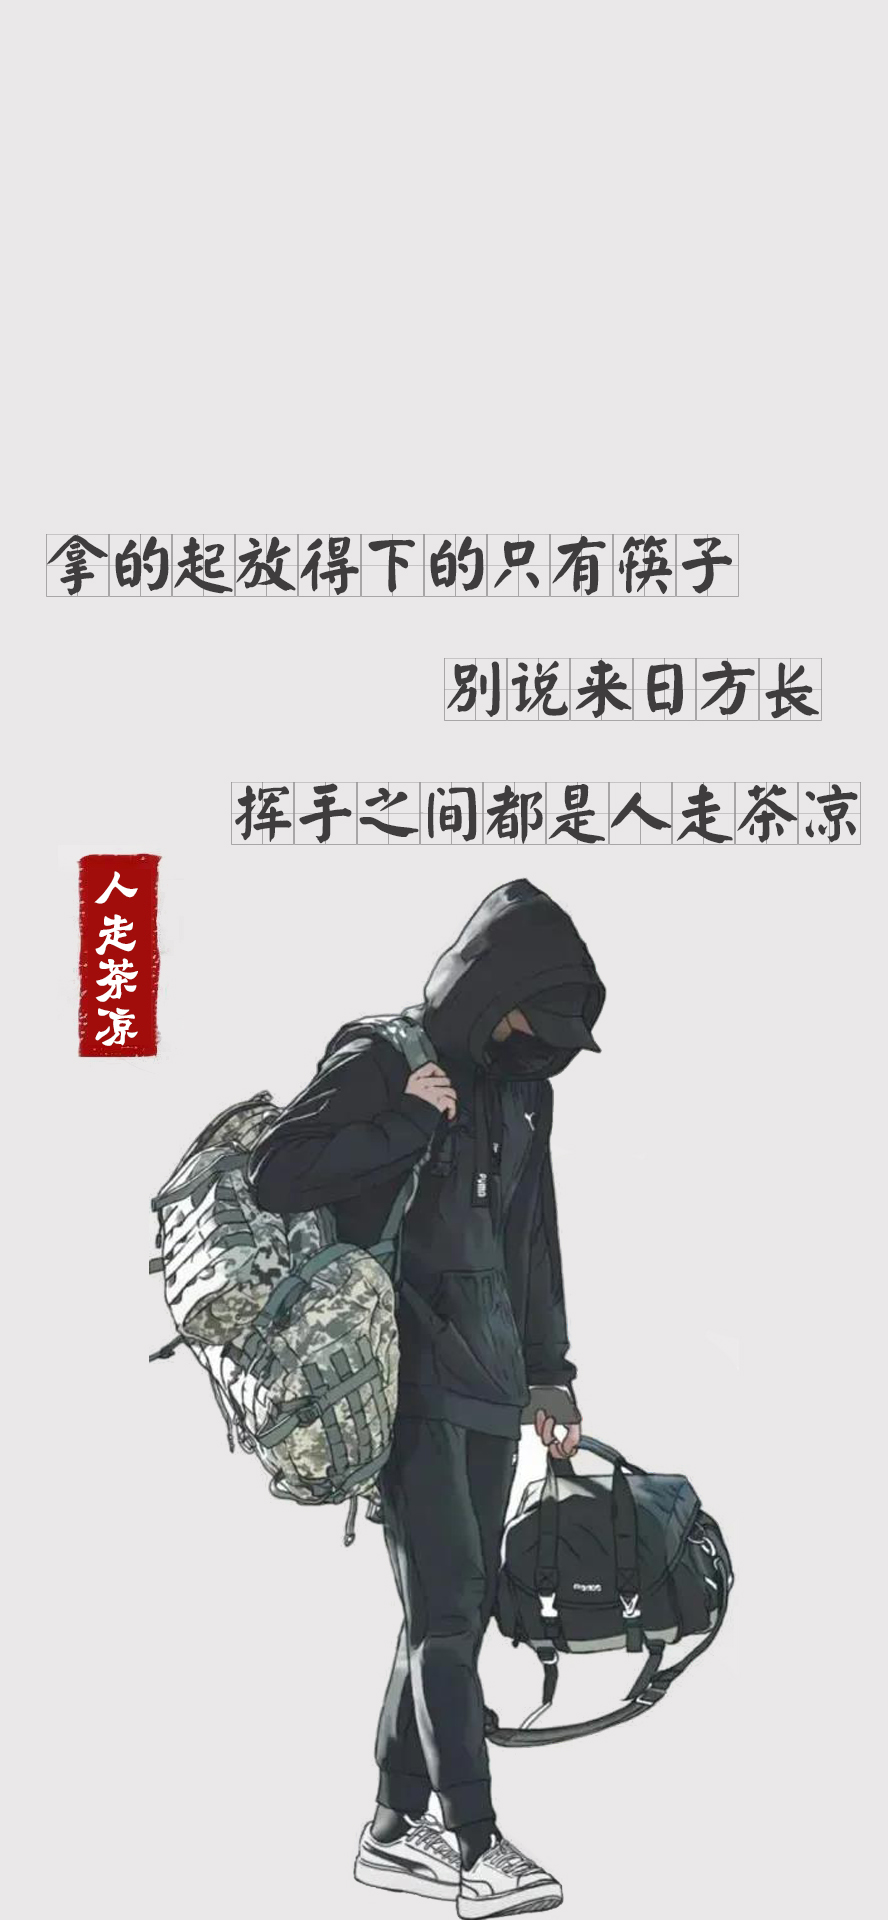 拿的起放得下的只有筷子
别说来日方长
挥手之间都是人走茶凉
人走茶凉
puma